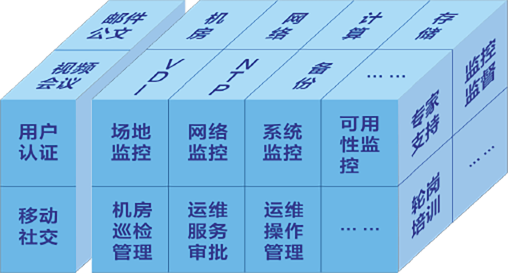 邮件
公文
机
房
网
络
计
算
存
储
视频
会议
VDI
NTP
备
份
... ...
监控
监督
专家
支持
... ...
用户
认证
场地
监控
网络
监控
系统
监控
可用
性监
控
轮岗
培训
移动
社交
机房
巡检
管理
运维
服务
审批
运维
操作
管理
... ...